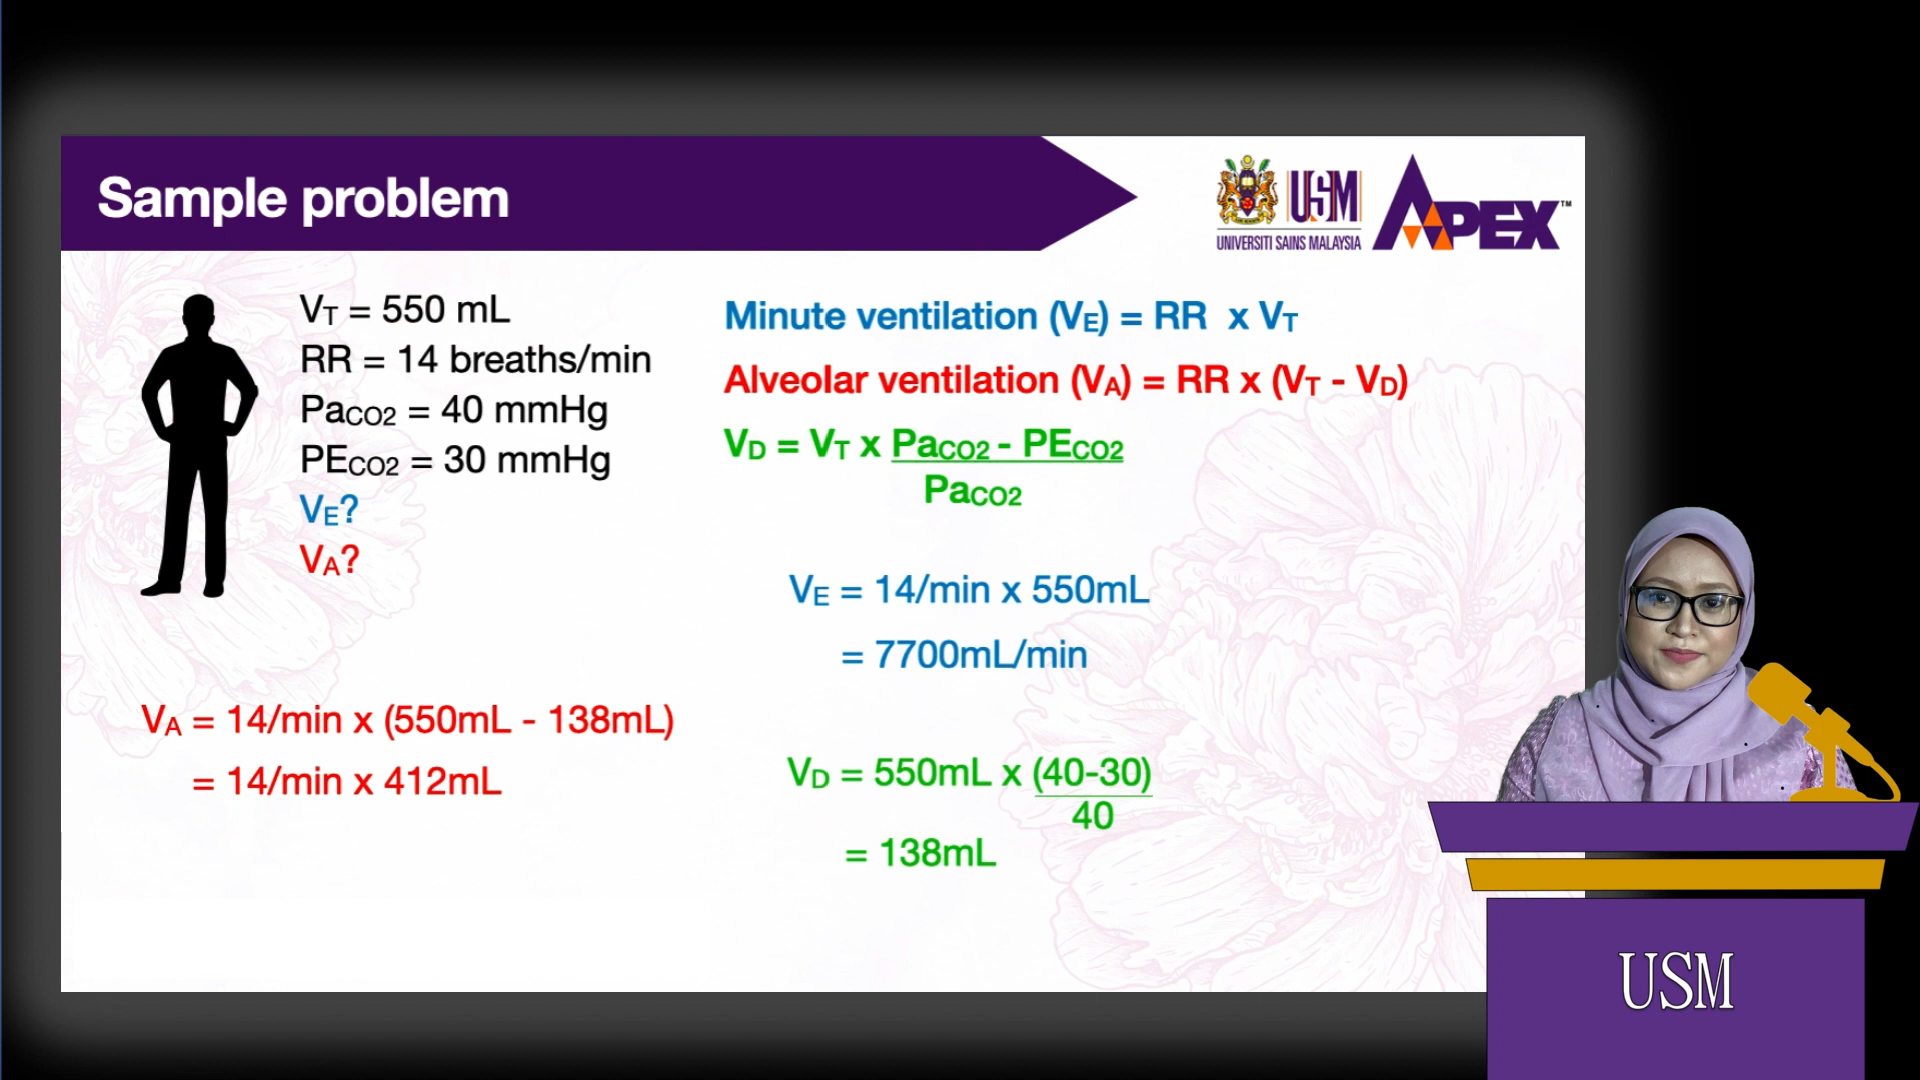 Sample problem
USM
UNIVERSITI SAINS MALAYSIA
APEX™
VT = 550 mL
RR = 14 breaths/min
PaCO2 = 40 mmHg
PECO2 = 30 mmHg
VE?
VA?
Minute ventilation (VE) = RR x VT
Alveolar ventilation (VA) = RR x (VT - VD)
VD = VT x PaCO2 - PECO2
PaCO2
VE = 14/min x 550mL
= 7700mL/min
VA = 14/min x (550mL - 138mL)
= 14/min x 412mL
VD = 550mL x (40-30)
40
= 138mL
USM